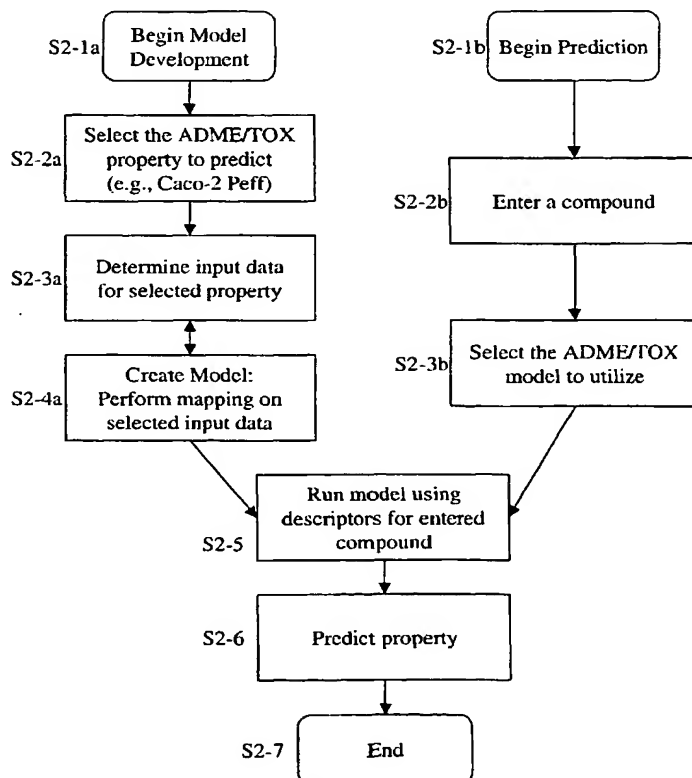 S2-1a
Begin Model
Development
S2-2a
Select the ADME/TOX
property to predict
(e.g., Caco-2 Peff)
S2-3a
Determine input data
for selected property
S2-4a
Create Model:
Perform mapping on
selected input data
S2-1b
Begin Prediction
S2-2b
Enter a compound
S2-3b
Select the ADME/TOX
model to utilize
S2-5
Run model using
descriptors for entered
compound
S2-6
Predict property
S2-7
End